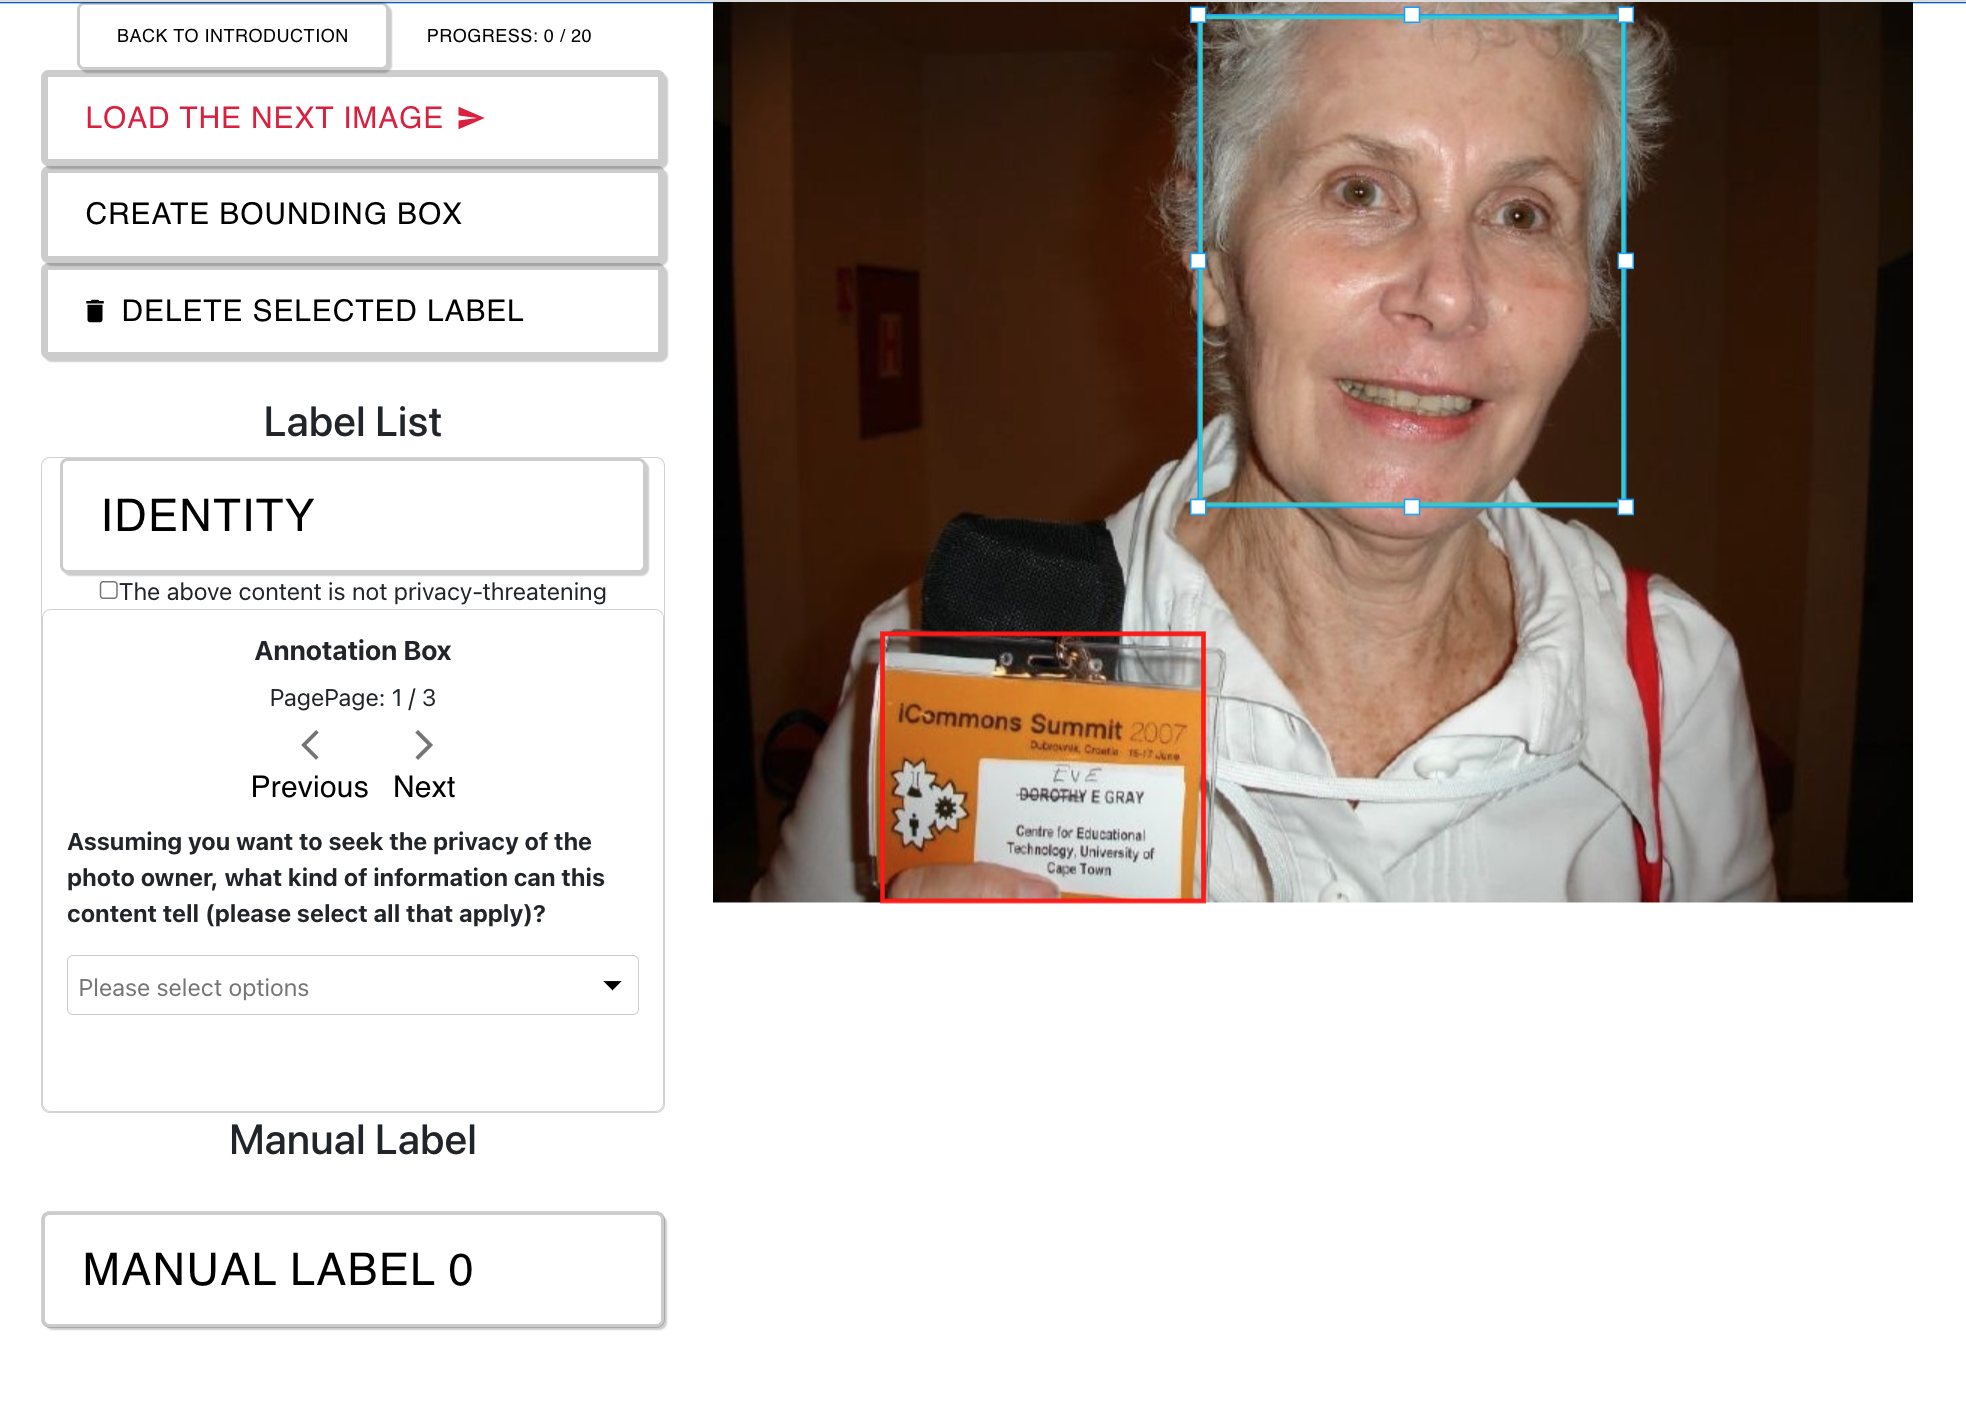 BACK TO INTRODUCTION
PROGRESS: 0 / 20
LOAD THE NEXT IMAGE
CREATE BOUNDING BOX
DELETE SELECTED LABEL
Label List
IDENTITY
The above content is not privacy-threatening
Annotation Box
PagePage: 1 / 3
Previous Next
Assuming you want to seek the privacy of the
photo owner, what kind of information can this
content tell (please select all that apply)?
Please select options
Manual Label
MANUAL LABEL 0
iCommons Summit 2007
Dubrovnik, Croatia 15-17 June
EVE
DOROTHY E GRAY
Centre for Educational
Technology, University of
Cape Town